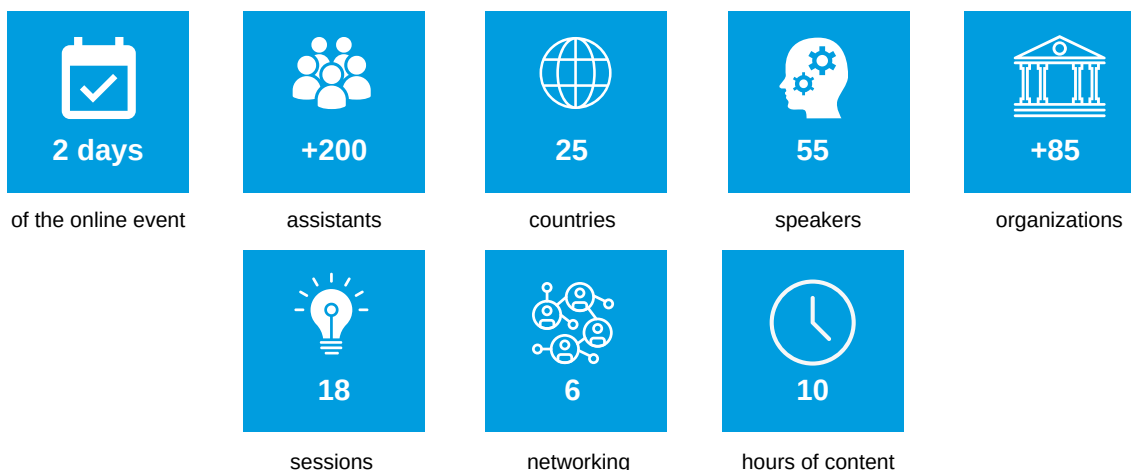 2 days
+200
25
55
+85
of the online event
assistants
countries
speakers
organizations
18
6
10
sessions
networking
hours of content